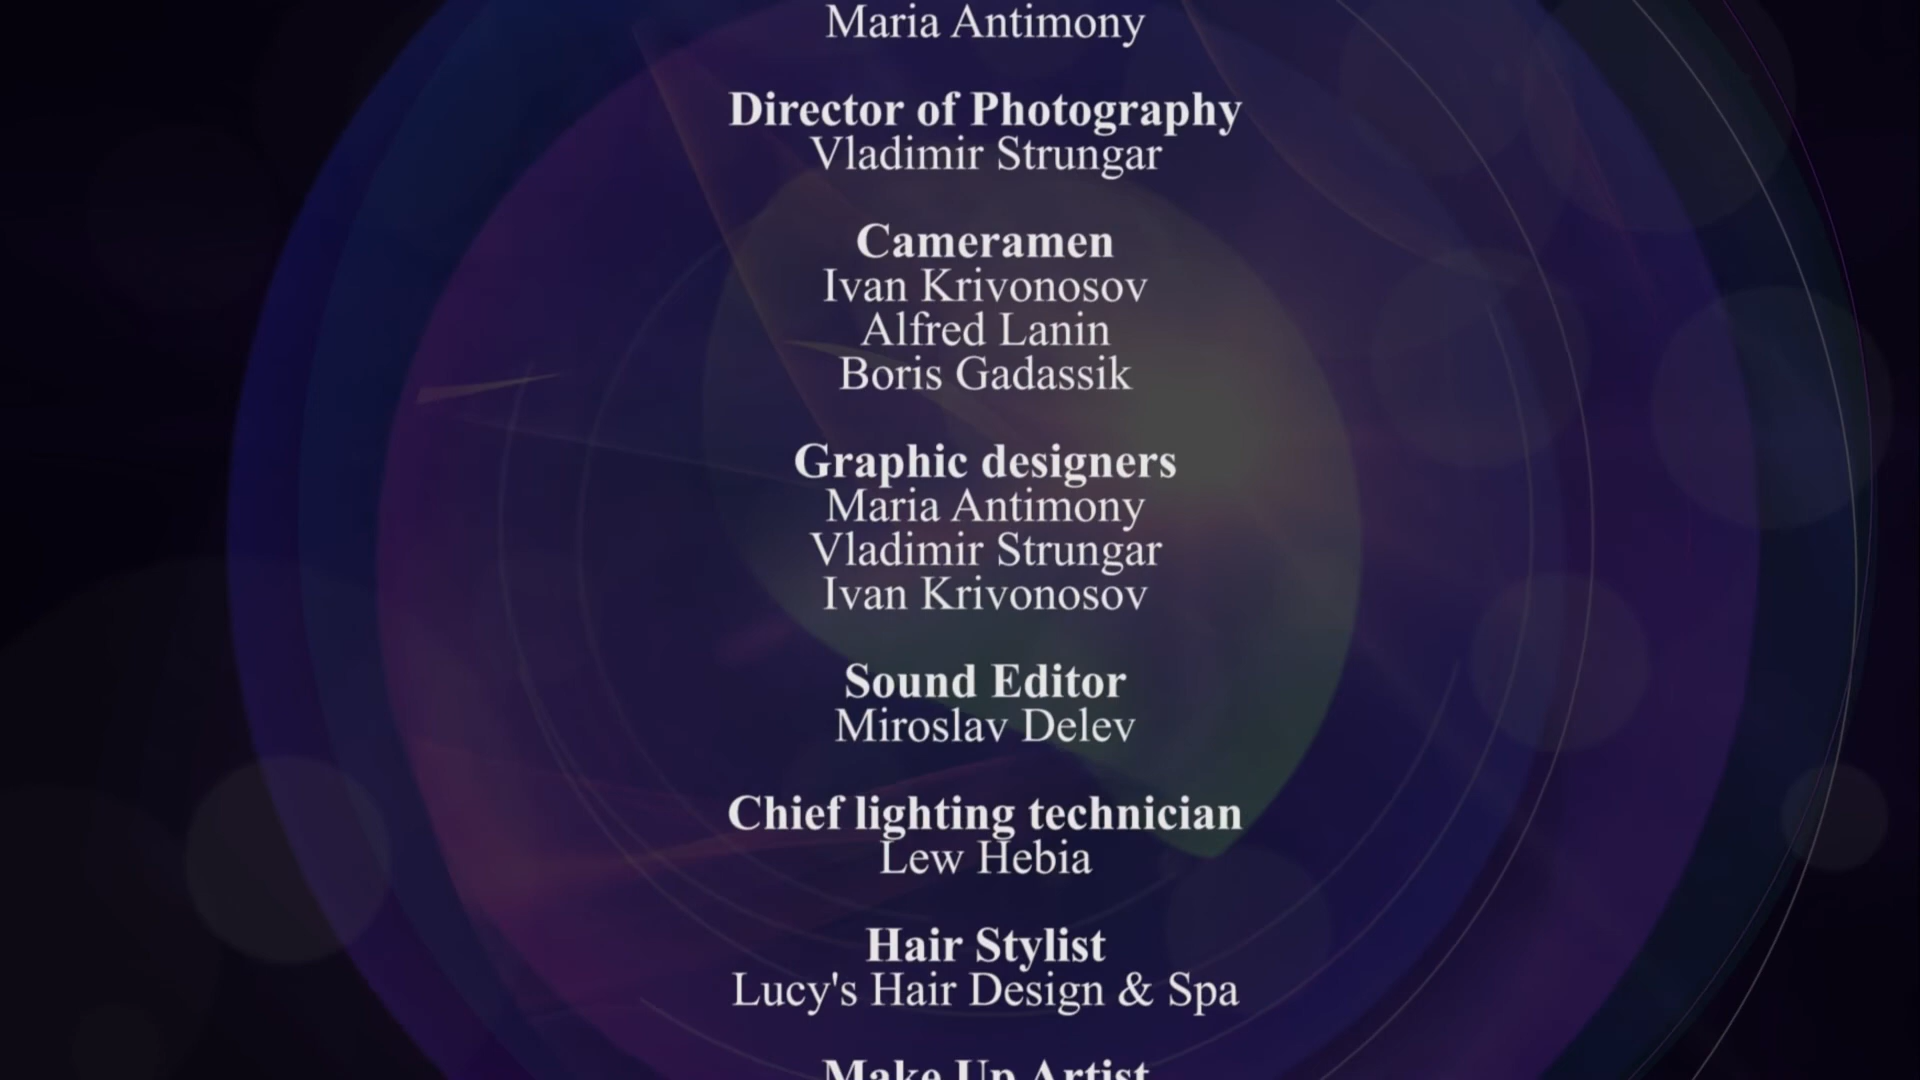 Maria Antimony
Director of Photography
Vladimir Strungar
Cameramen
Ivan Krivonosov
Alfred Lanin
Boris Gadassik
Graphic designers
Maria Antimony
Vladimir Strungar
Ivan Krivonosov
Sound Editor
Miroslav Delev
Chief lighting technician
Lew Hebia
Hair Stylist
Lucy's Hair Design & Spa
Make Up Artist